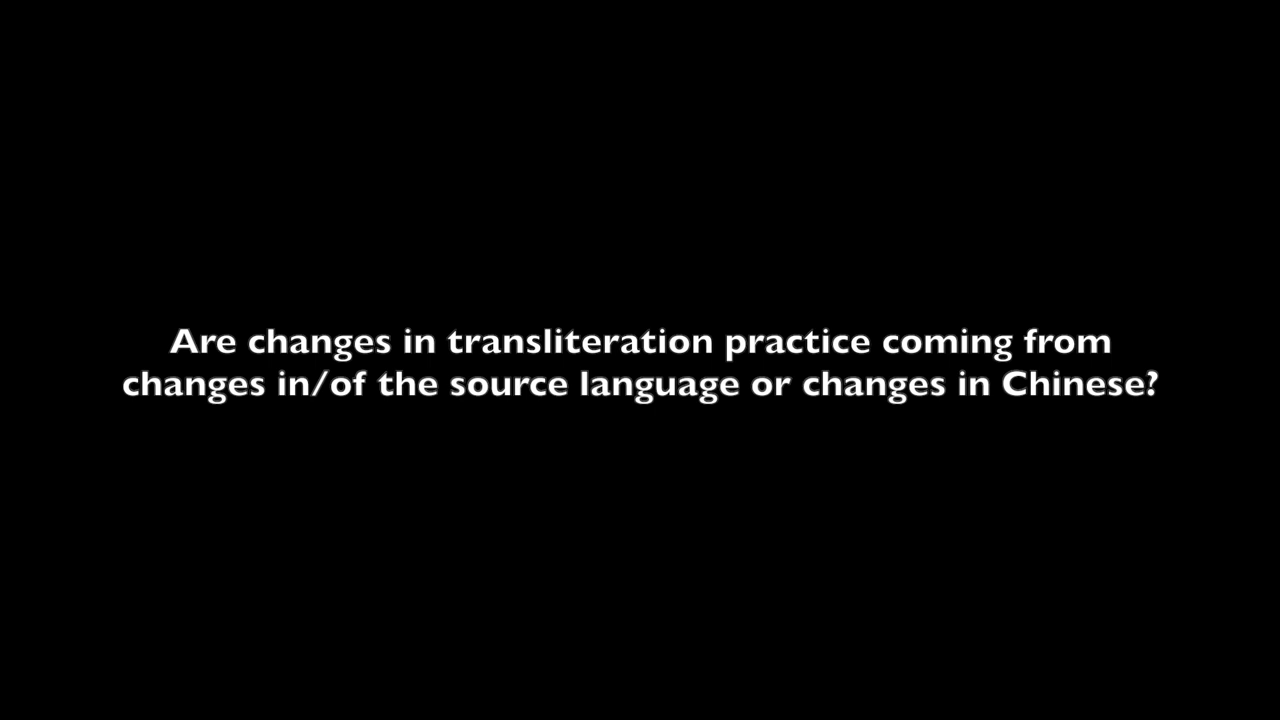 Are changes in transliteration practice coming from
changes in/of the source language or changes in Chinese?